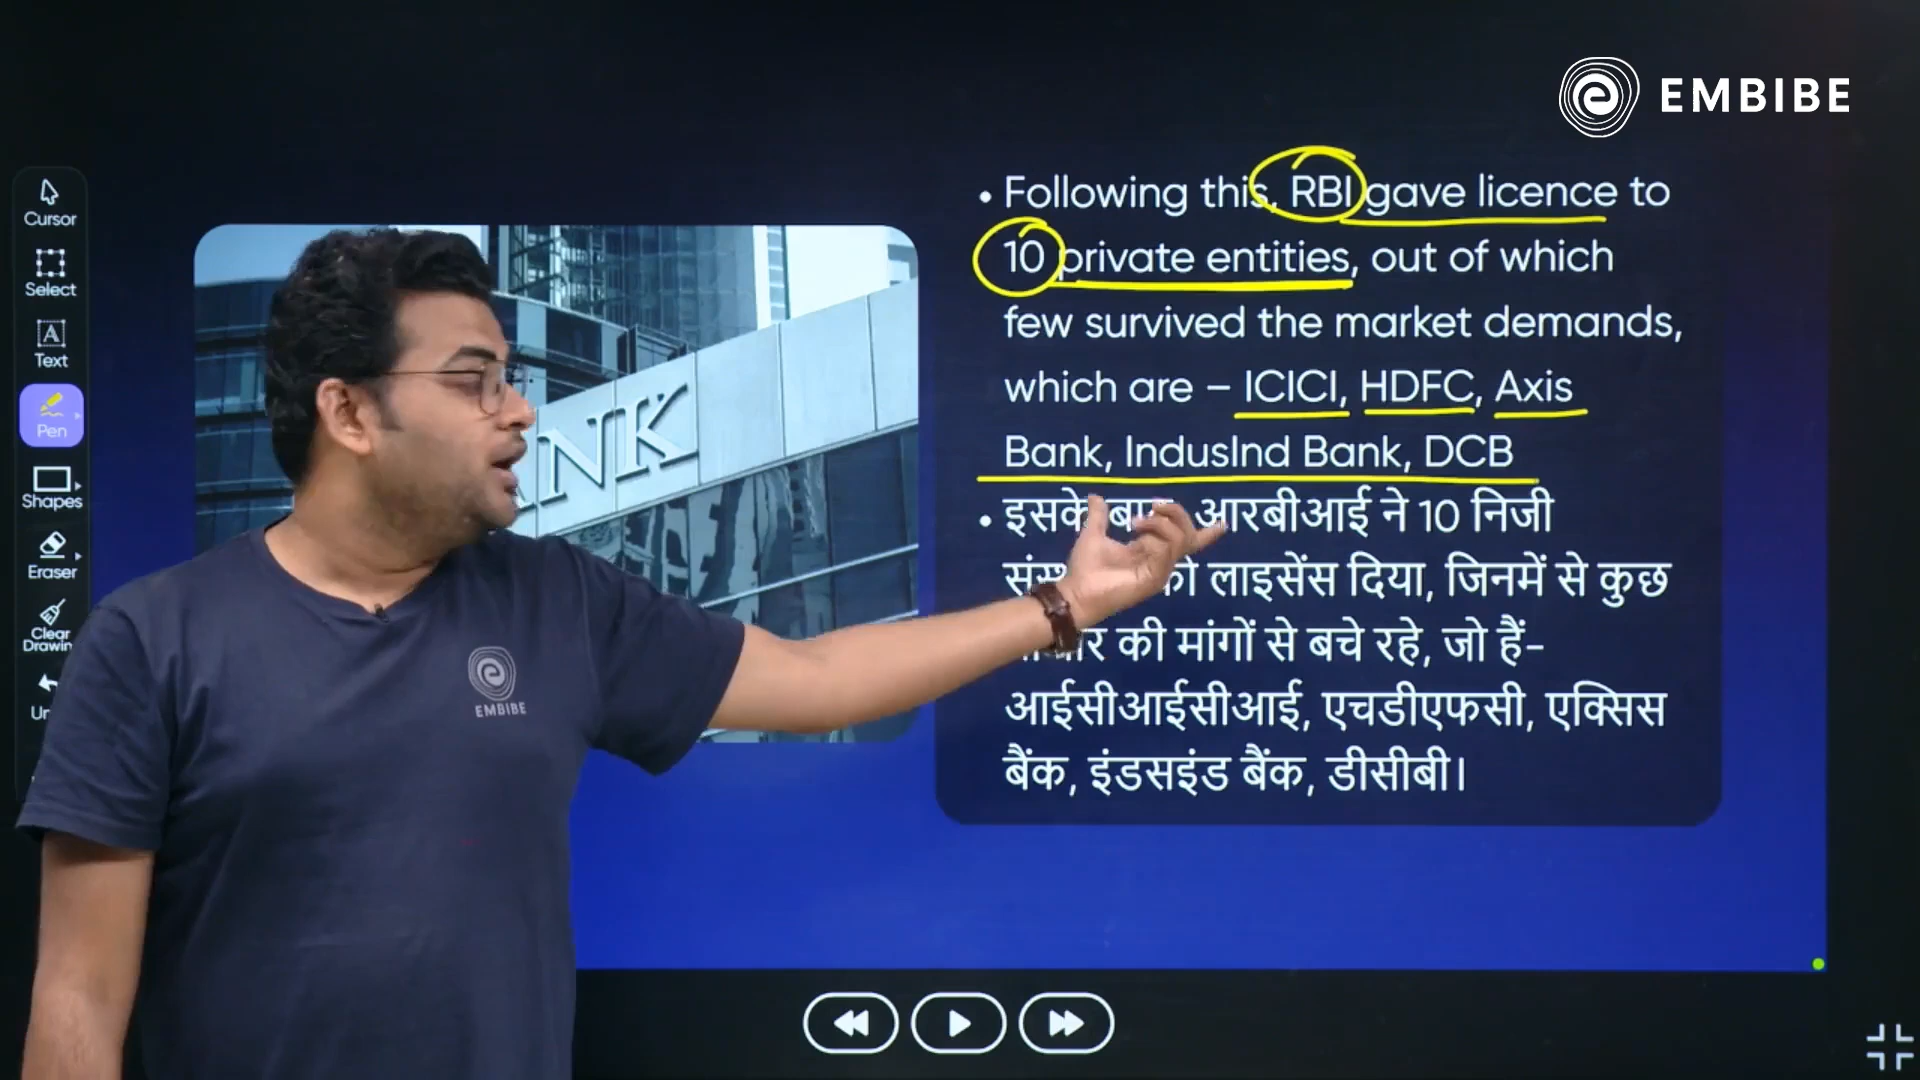 EMBIBE
Cursor
Select
A
Text
Pen
Shapes
Eraser
Clear
• Following this, RBI gave licence to
10 private entities, out of which
few survived the market demands,
which are – ICICI, HDFC, Axis
Bank, IndusInd Bank, DCB
• इसके आरबीआई ने 10 निजी
लाइसेंस दिया, जिनमें से कुछ
की मांगों से बचे रहे, जो हैं–
आईसीआईसीआई, एचडीएफसी, एक्सिस
बैंक, इंडसइंड बैंक, डीसीबी।
NK
EMBIBE